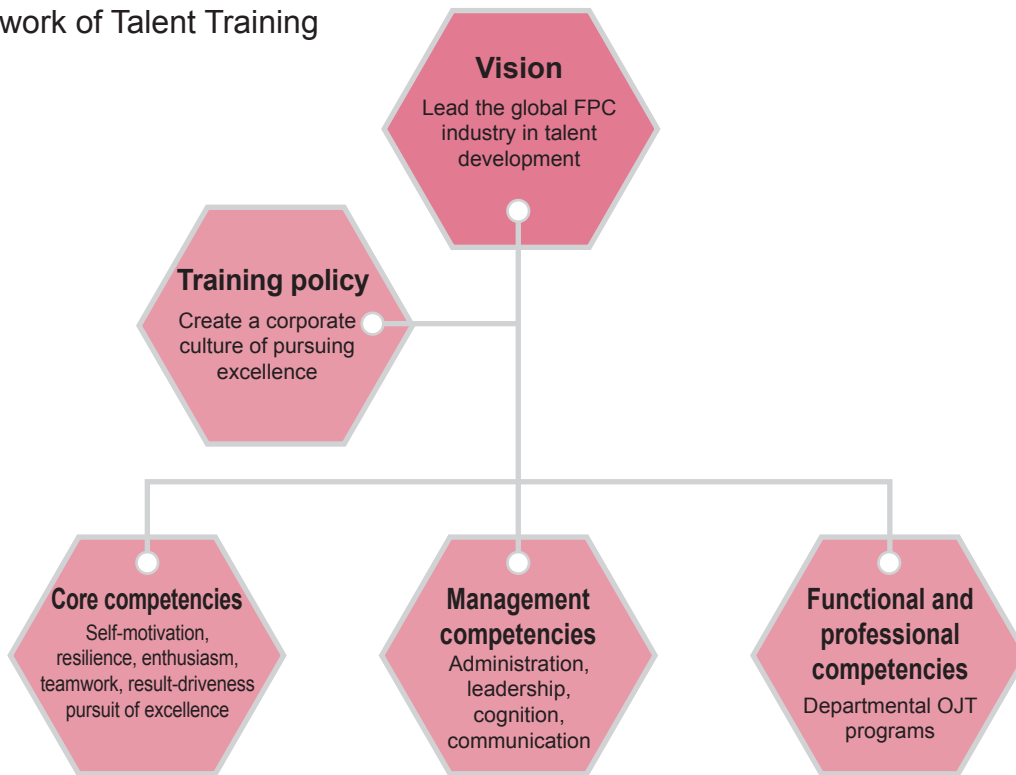 work of Talent Training
Vision
Lead the global FPC
industry in talent
development
Training policy
Create a corporate
culture of pursuing
excellence
Core competencies
Self-motivation,
resilience, enthusiasm,
teamwork, result-driveness
pursuit of excellence
Management
competencies
Administration,
leadership,
cognition,
communication
Functional and
professional
competencies
Departmental OJT
programs